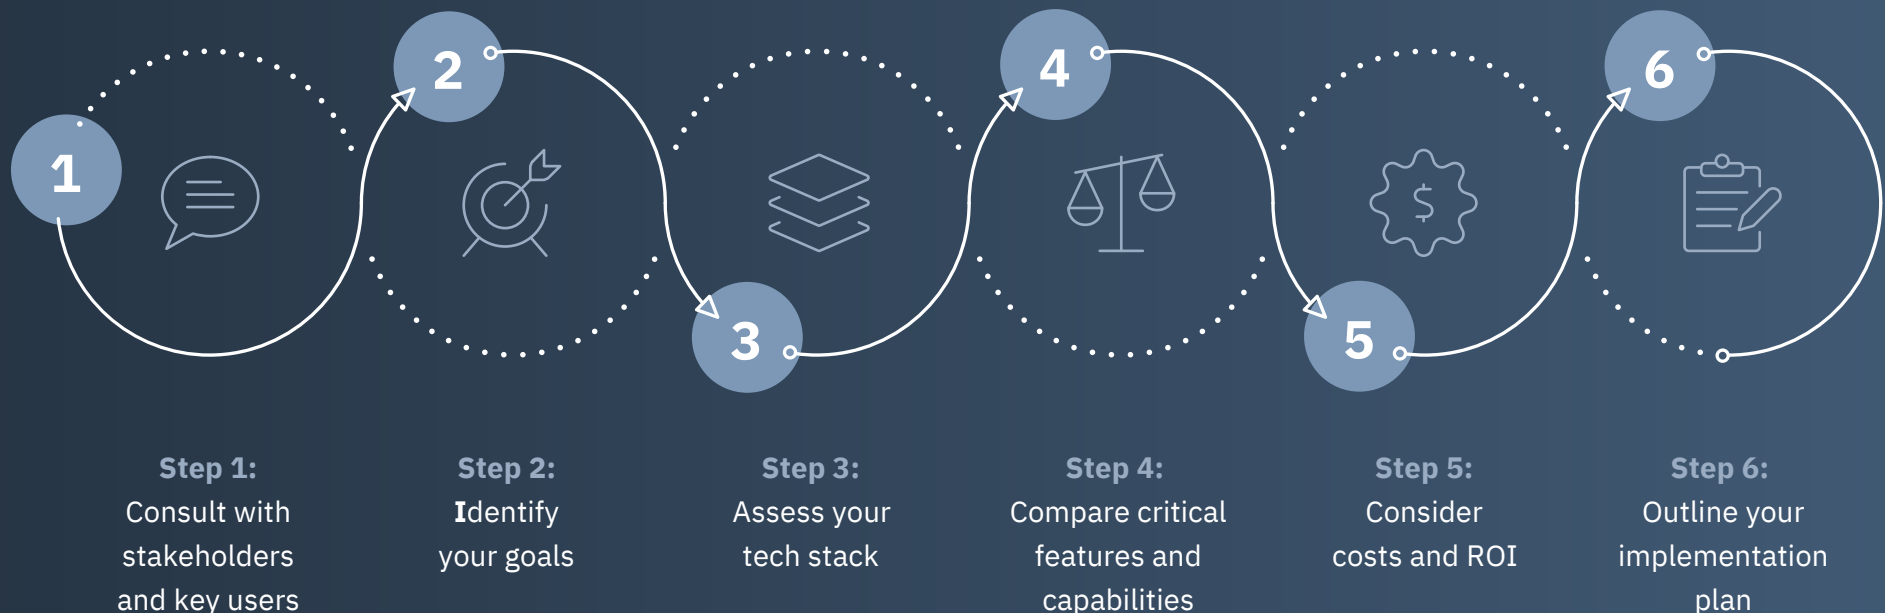 1
2
3
4
5
6
$
Step 1:
Consult with
stakeholders
and key users
Step 2:
Identify
your goals
Step 3:
Assess your
tech stack
Step 4:
Compare critical
features and
capabilities
Step 5:
Consider
costs and ROI
Step 6:
Outline your
implementation
plan